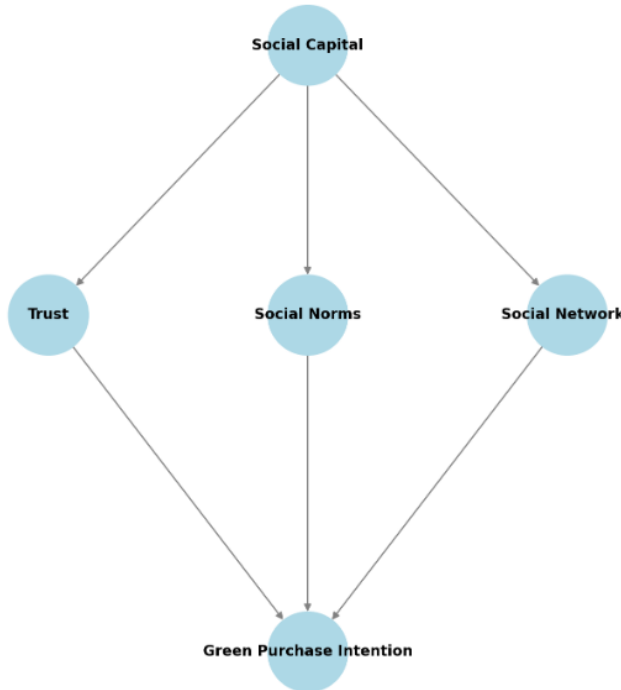 Social Capital
Trust
Social Norms
Social Network
Green Purchase Intention